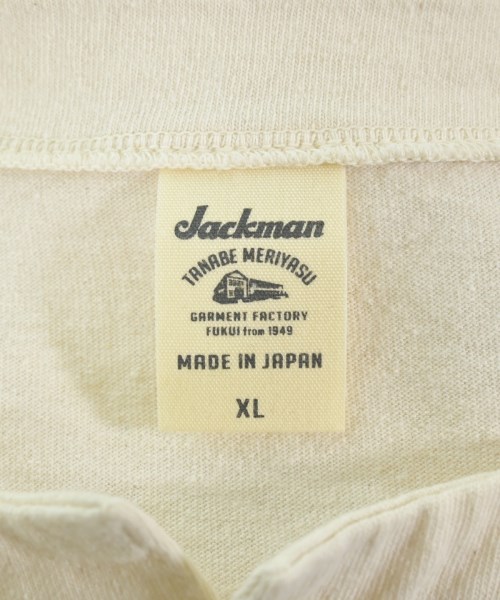 Jackman
TANABE MERIYASU
GARMENT FACTORY
FUKUI from 1949
MADE IN JAPAN
XL